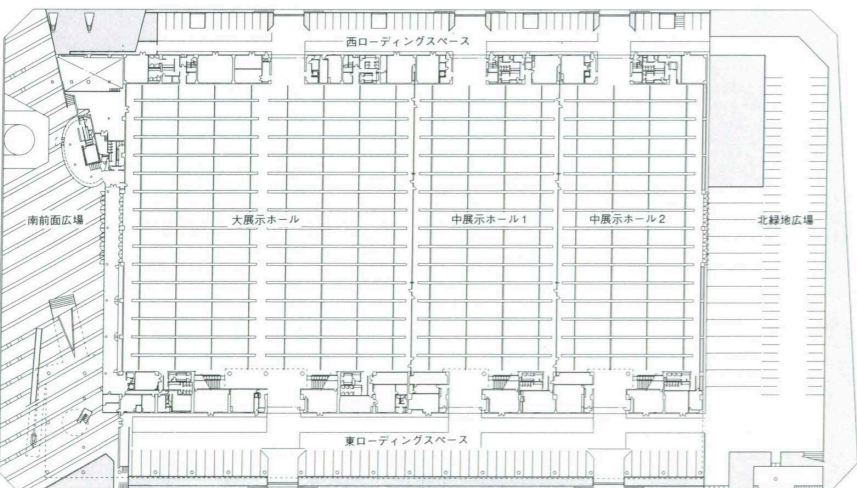 西ローディングスペース
南前面広場
大展示ホール
中展示ホール1
中展示ホール2
北緑地広場
東ローディングスペース